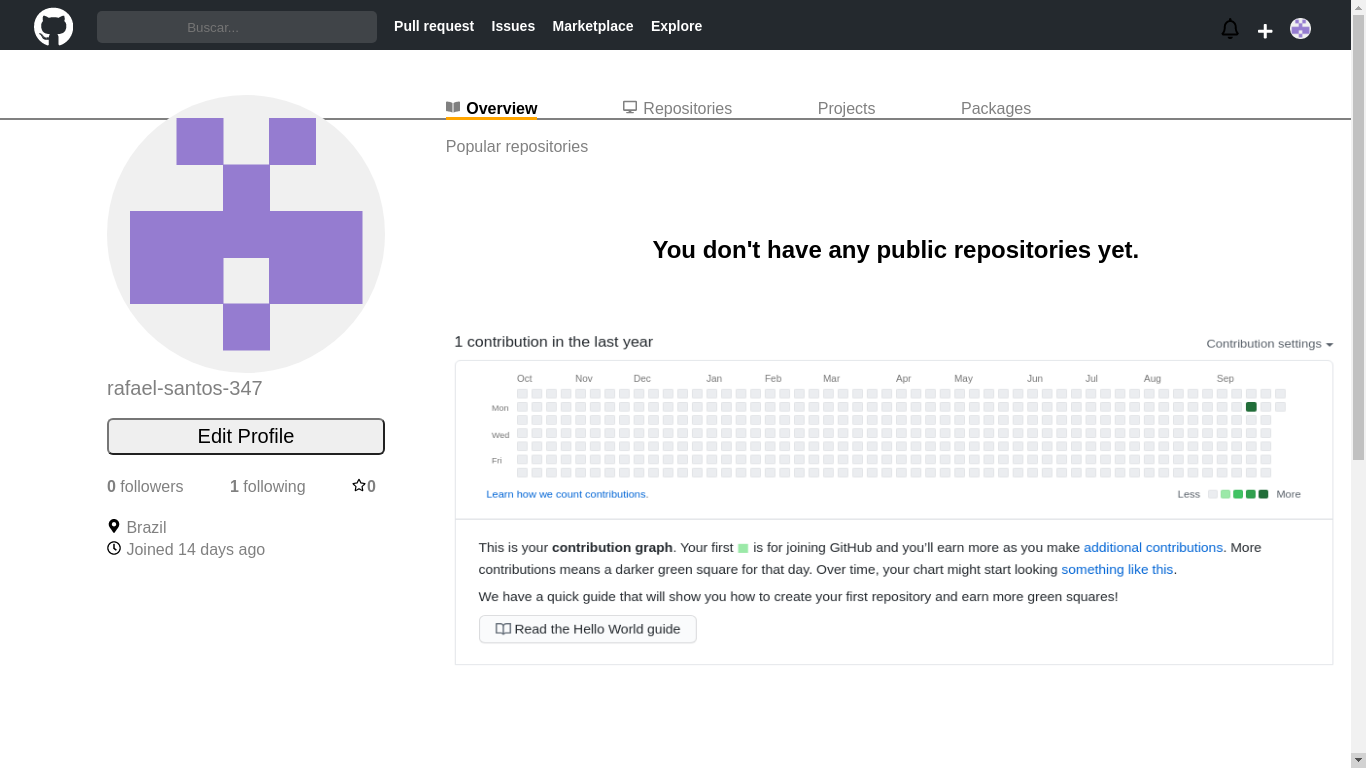 Buscar... Pull request Issues Marketplace Explore
Overview Repositories Projects Packages
Popular repositories
You don't have any public repositories yet.
rafael-santos-347
Edit Profile
0 followers 1 following 0
Brazil
Joined 14 days ago
1 contribution in the last year Contribution settings
Oct Nov Dec Jan Feb Mar Apr May Jun Jul Aug Sep
Mon
Wed
Fri
Learn how we count contributions. Less More
This is your contribution graph. Your first is for joining GitHub and you'll earn more as you make additional contributions. More
contributions means a darker green square for that day. Over time, your chart might start looking something like this.
We have a quick guide that will show you how to create your first repository and earn more green squares!
Read the Hello World guide